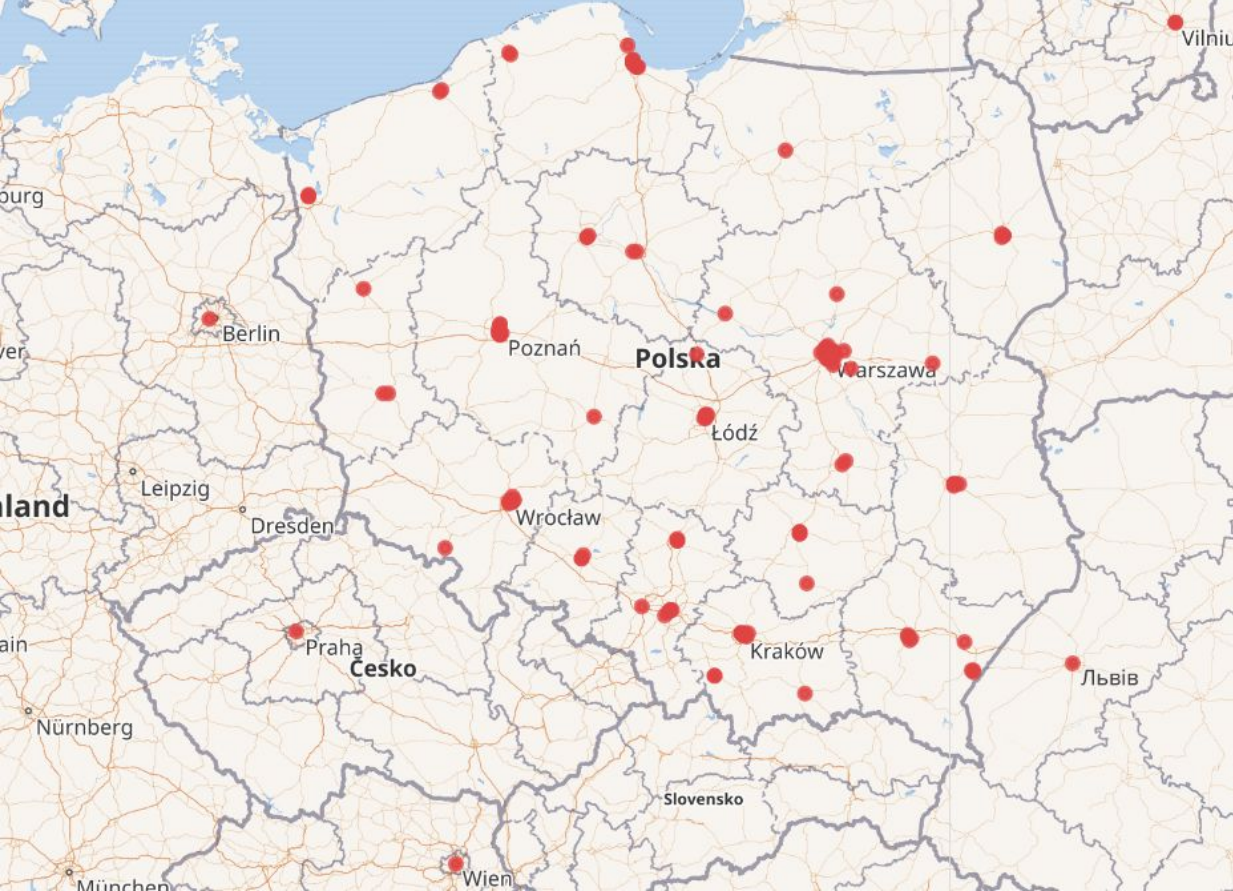 Vilniu
burg
Berlin
ver
Poznań
Polska
Warszawa
Łódź
Leipzig
land
Wrocław
Dresden
ain
Praha
Česko
Kraków
Львів
Nürnberg
Slovensko
Wien
München